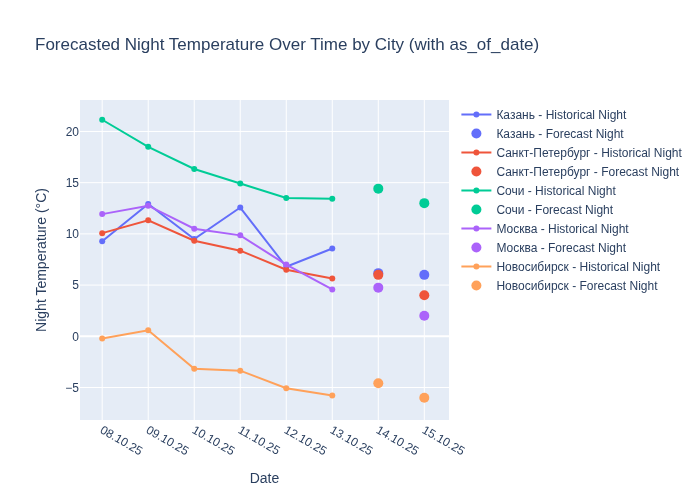 Forecasted Night Temperature Over Time by City (with as_of_date)
Казань - Historical Night
Казань - Forecast Night
Санкт-Петербург - Historical Night
Санкт-Петербург - Forecast Night
Сочи - Historical Night
Сочи - Forecast Night
Москва - Historical Night
Москва - Forecast Night
Новосибирск - Historical Night
Новосибирск - Forecast Night
Night Temperature (°C)
20
15
10
5
0
−5
08.10.25
09.10.25
10.10.25
11.10.25
12.10.25
13.10.25
14.10.25
15.10.25
Date